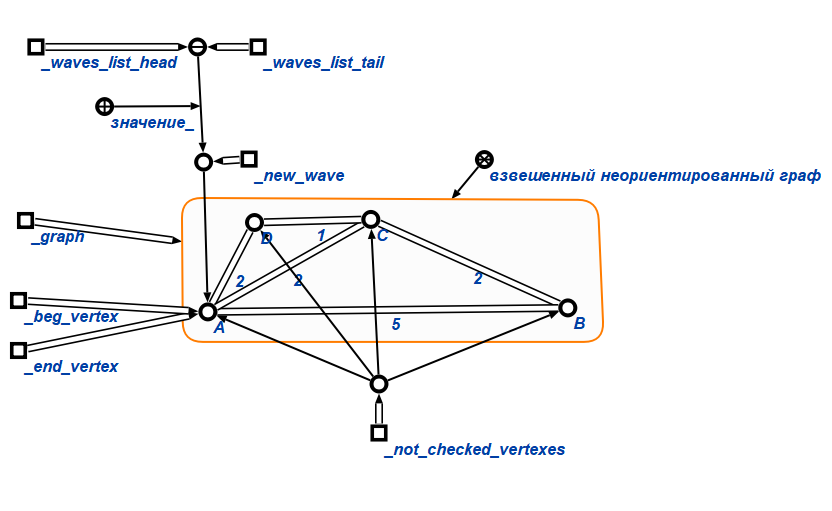 _waves_list_head
_waves_list_tail
значение_
_new_wave
взвешенный неориентированный граф
_graph
D
1
C
2
2
2
_beg_vertex
A
5
B
_end_vertex
_not_checked_vertexes